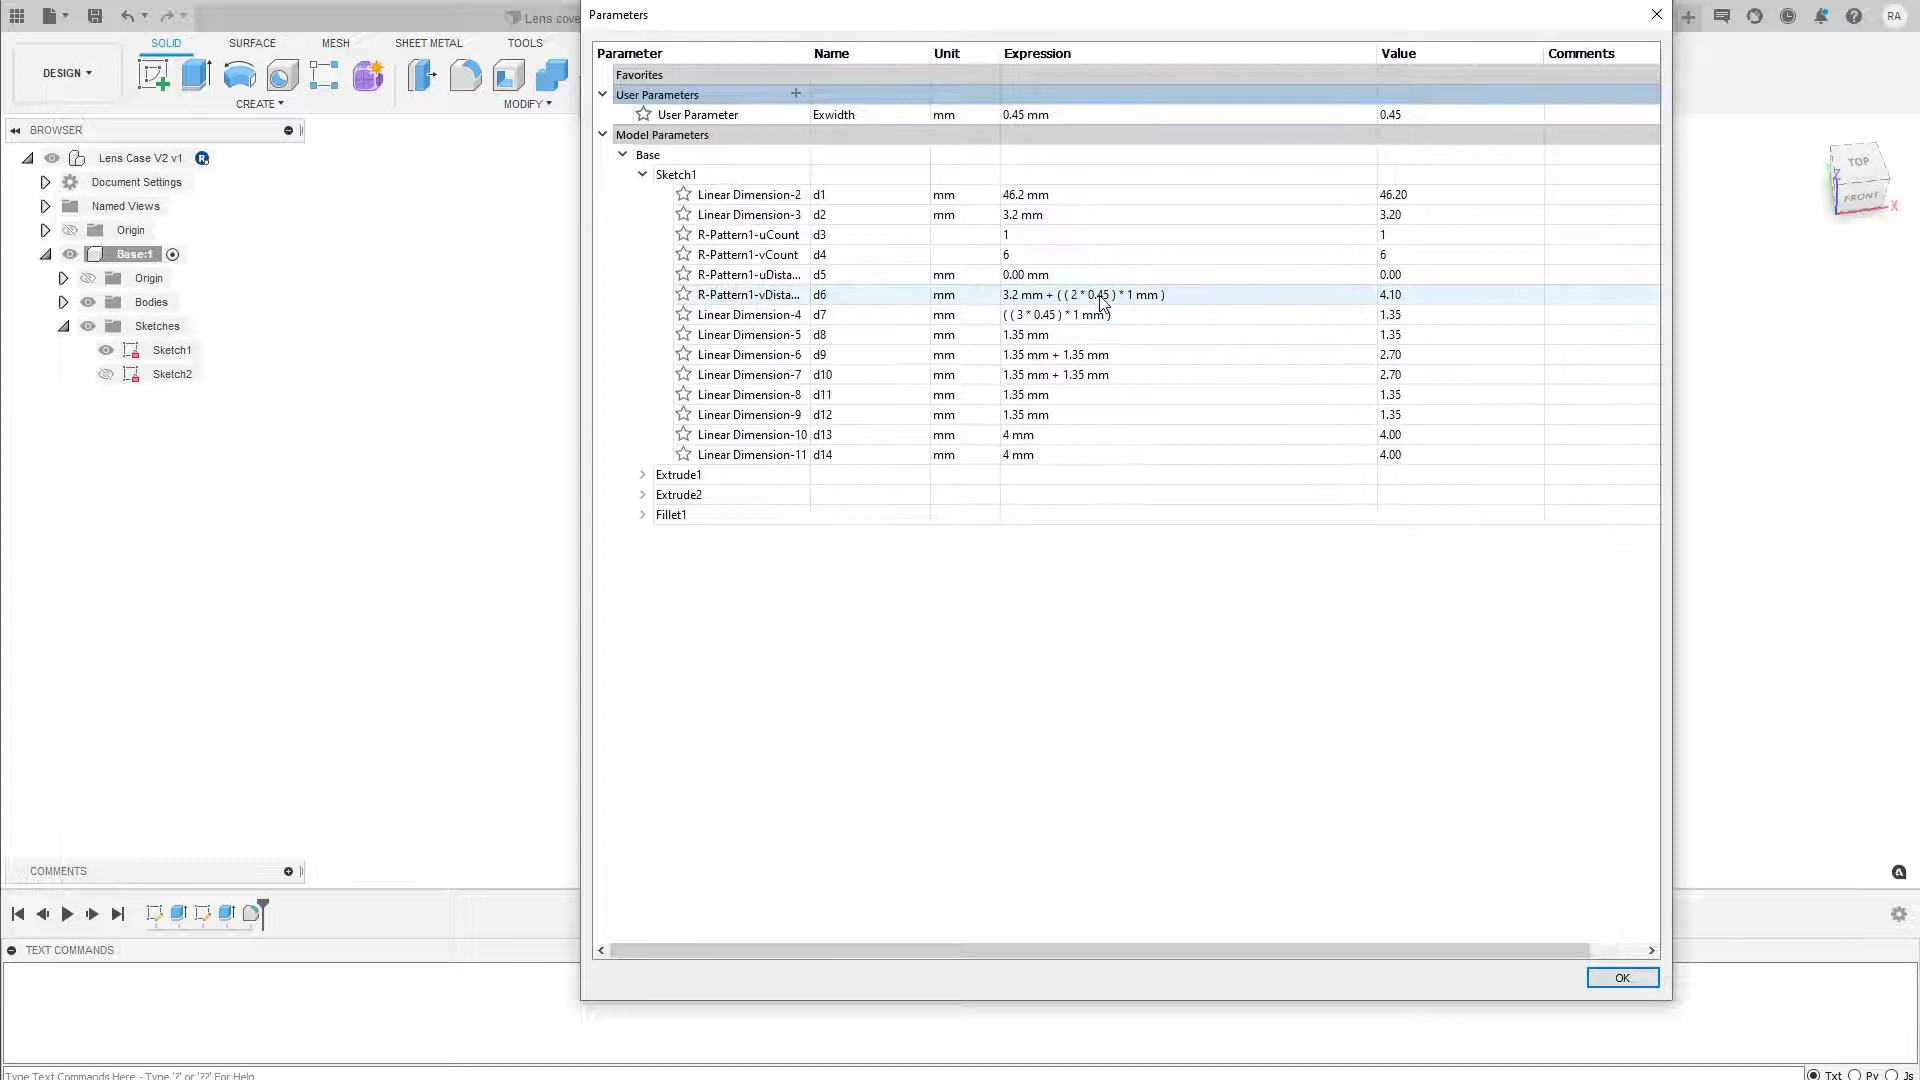 Lens cove
RA
Parameters
DESIGN
SOLID
SURFACE
MESH
SHEET METAL
TOOLS
CREATE
MODIFY
BROWSER
Lens Case V2 v1
R
Document Settings
Named Views
Origin
Base:1
Origin
Bodies
Sketches
Sketch1
Sketch2
Parameter Name Unit Expression Value Comments
Favorites
User Parameters +
User Parameter Exwidth mm 0.45 mm 0.45
Model Parameters
Base
Sketch1
Linear Dimension-2 d1 mm 46.2 mm 46.20
Linear Dimension-3 d2 mm 3.2 mm 3.20
R-Pattern1-uCount d3 1 1
R-Pattern1-vCount d4 6 6
R-Pattern1-uDista... d5 mm 0.00 mm 0.00
R-Pattern1-vDista... d6 mm 3.2 mm + ( ( 2 * 0.45 ) * 1 mm ) 4.10
Linear Dimension-4 d7 mm ( ( 3 * 0.45 ) * 1 mm ) 1.35
Linear Dimension-5 d8 mm 1.35 mm 1.35
Linear Dimension-6 d9 mm 1.35 mm + 1.35 mm 2.70
Linear Dimension-7 d10 mm 1.35 mm + 1.35 mm 2.70
Linear Dimension-8 d11 mm 1.35 mm 1.35
Linear Dimension-9 d12 mm 1.35 mm 1.35
Linear Dimension-10 d13 mm 4 mm 4.00
Linear Dimension-11 d14 mm 4 mm 4.00
Extrude1
Extrude2
Fillet1
OK
TOP
FRONT
Z
X
COMMENTS
TEXT COMMANDS
Type Text Commands Here - Type '?' or '??' For Help
Txt Py Js